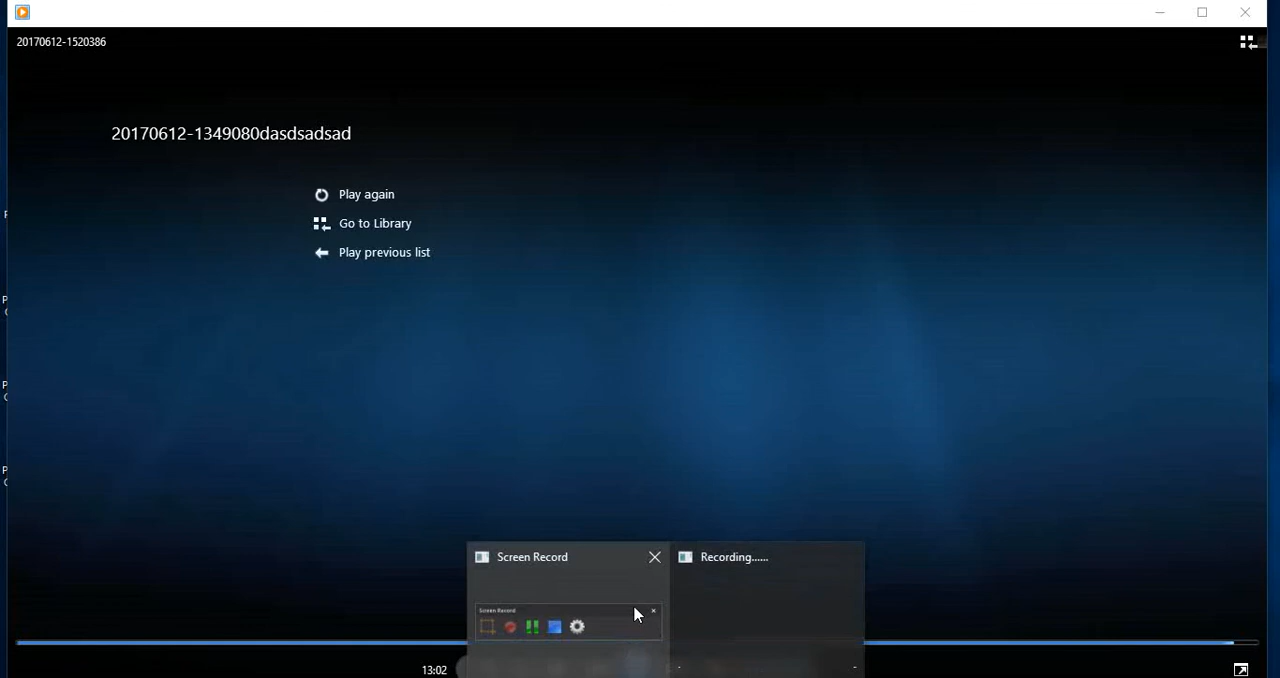 20170612-1520386
20170612-1349080dasdsadsad
Play again
Go to Library
Play previous list
Screen Record
Recording......
Screen Record
13:02